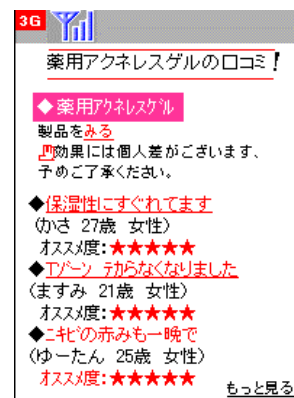 3G
薬用アクネレスゲルの口コミ!
◆薬用ｱｸﾈﾚｽｹﾞﾙ
製品をみる
効果には個人差がございます、
予めご了承ください。
◆保湿性にすぐれてます
(かさ 27歳 女性)
ｵｽｽﾒ度:★★★★★
◆Tｿﾞｰﾝ ﾃｶらなくなりました
(ますみ 21歳 女性)
ｵｽｽﾒ度:★★★★★
◆ﾆｷﾋﾞの赤みも一晩で
(ゆーたん 25歳 女性)
ｵｽｽﾒ度:★★★★★
もっと見る